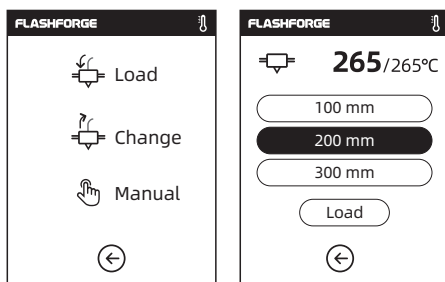 FLASHFORGE
Load
Change
Manual
FLASHFORGE
265/265℃
100 mm
200 mm
300 mm
Load